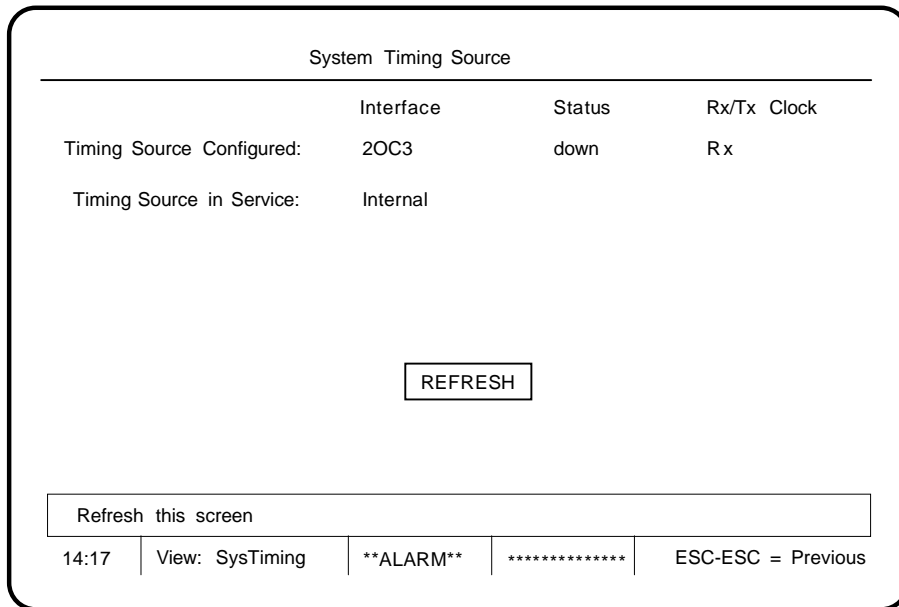 System Timing Source
Interface Status Rx/Tx Clock
Timing Source Configured: 2OC3 down Rx
Timing Source in Service: Internal
REFRESH
Refresh this screen
14:17 View: SysTiming **ALARM** ************** ESC-ESC = Previous